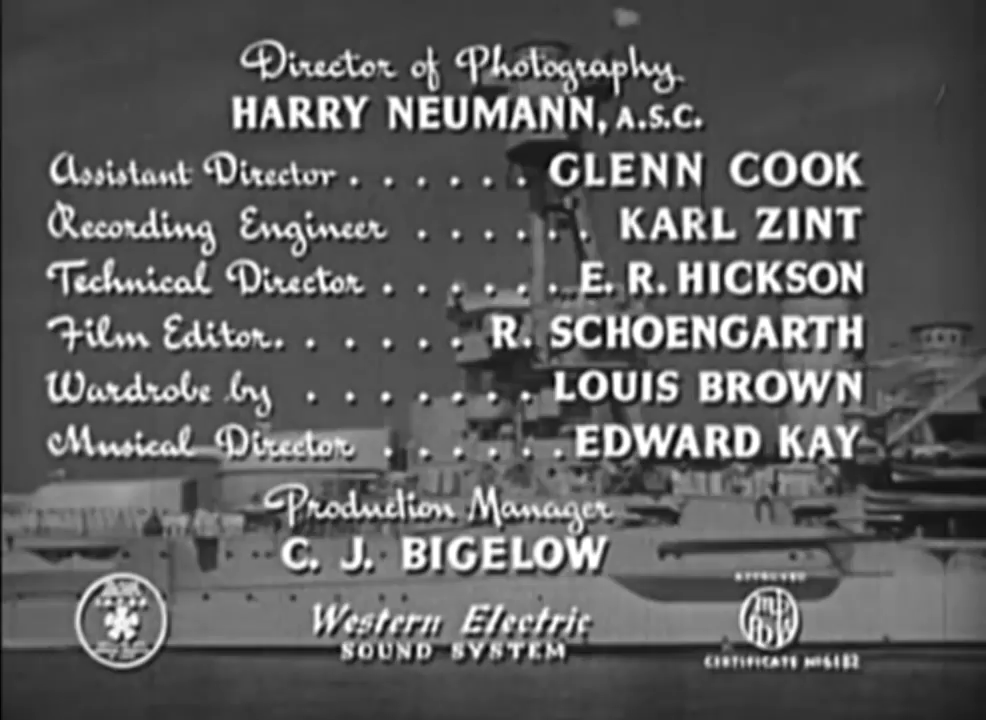 Director of Photography
HARRY NEUMANN, A.S.C.
Assistant Director . . . . . . GLENN COOK
Recording Engineer . . . . . . KARL ZINT
Technical Director . . . . . . E. R. HICKSON
Film Editor. . . . . . . R. SCHOENGARTH
Wardrobe by . . . . . . . LOUIS BROWN
Musical Director . . . . . . EDWARD KAY
Production Manager
C. J. BIGELOW
Western Electric
SOUND SYSTEM
APPROVED